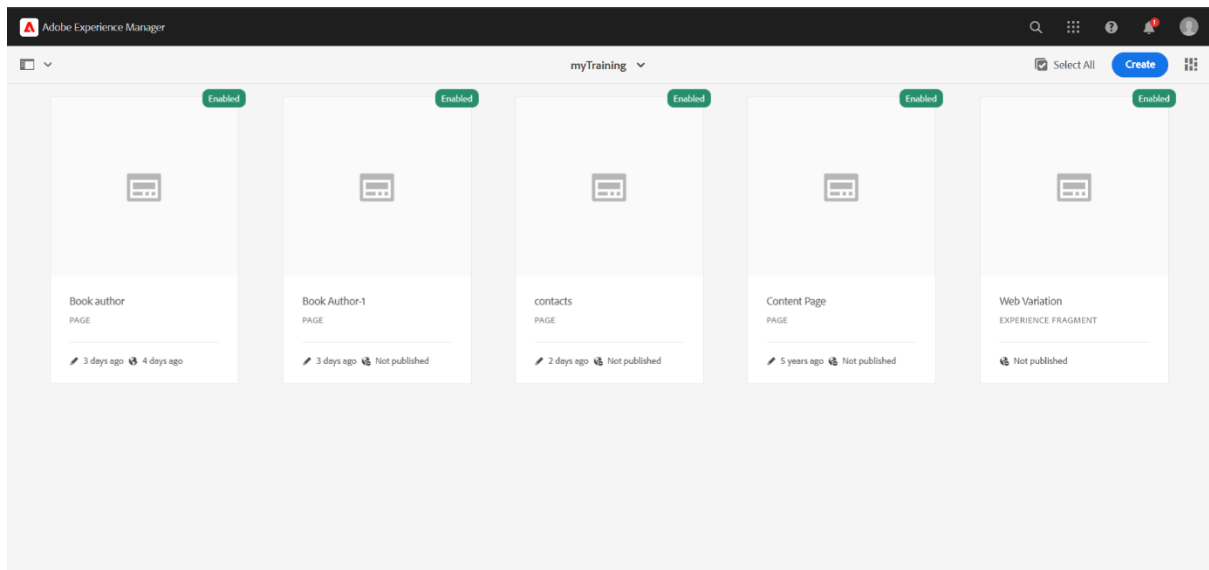 Adobe Experience Manager
1
myTraining
Select All
Create
Enabled
Enabled
Enabled
Enabled
Enabled
Book author
PAGE
3 days ago 4 days ago
Book Author-1
PAGE
3 days ago Not published
contacts
PAGE
2 days ago Not published
Content Page
PAGE
5 years ago Not published
Web Variation
EXPERIENCE FRAGMENT
Not published